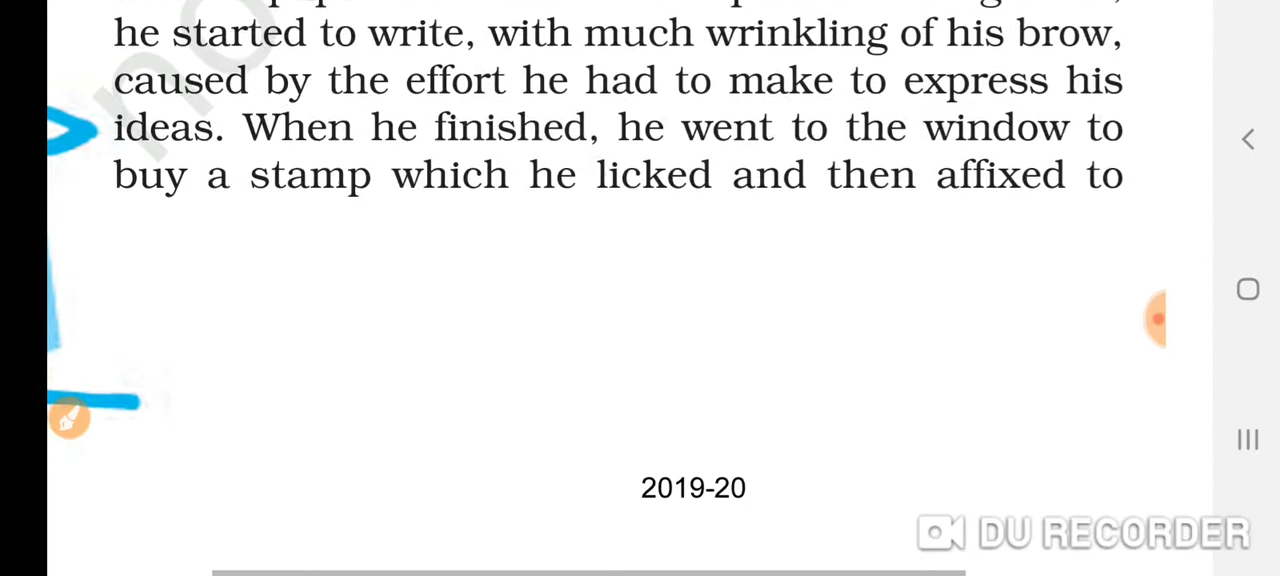 he started to write, with much wrinkling of his brow,
caused by the effort he had to make to express his
ideas. When he finished, he went to the window to
buy a stamp which he licked and then affixed to
2019-20
DU RECORDER